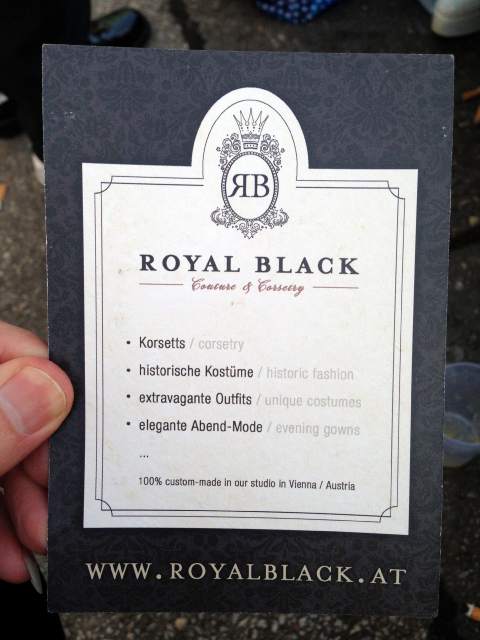 RB
ROYAL BLACK
Couture & Corsetry
• Korsetts / corsetry
• historische Kostüme / historic fashion
• extravagante Outfits / unique costumes
• elegante Abend-Mode / evening gowns
...
100% custom-made in our studio in Vienna / Austria
WWW.ROYALBLACK.AT